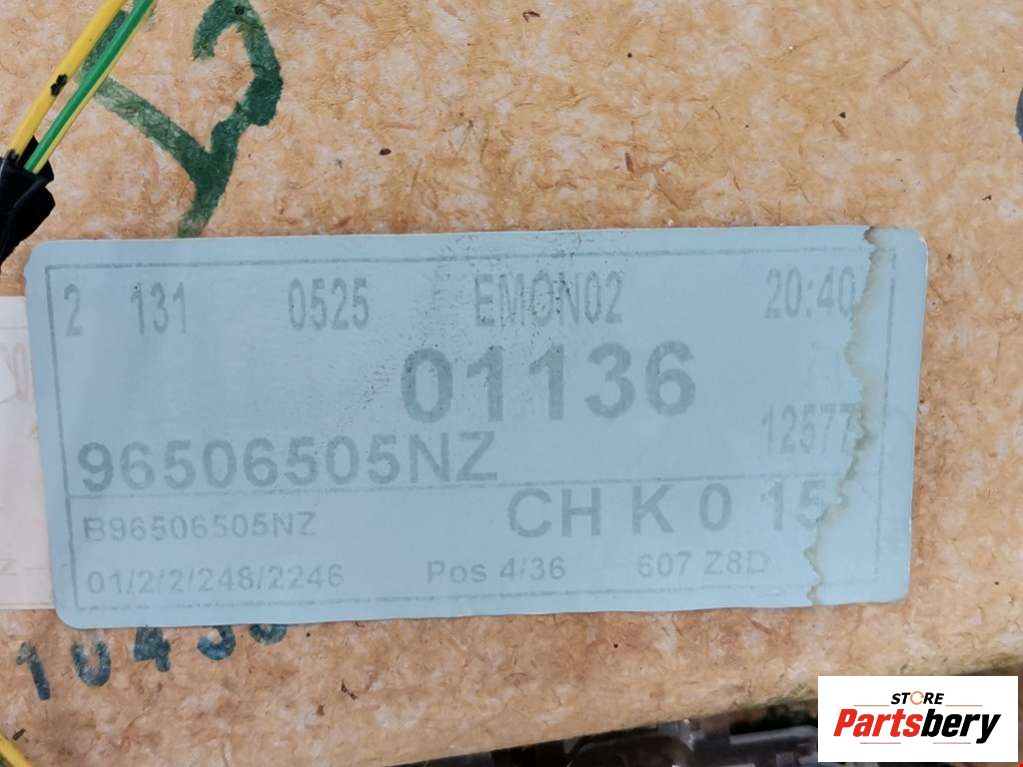 2 131 0525 EMON02 20:40
01136
12577
96506505NZ
CH K 0 15
B96506505NZ
01/2/2/248/2246 Pos 4/36 607 Z8D
STORE
Partsbery